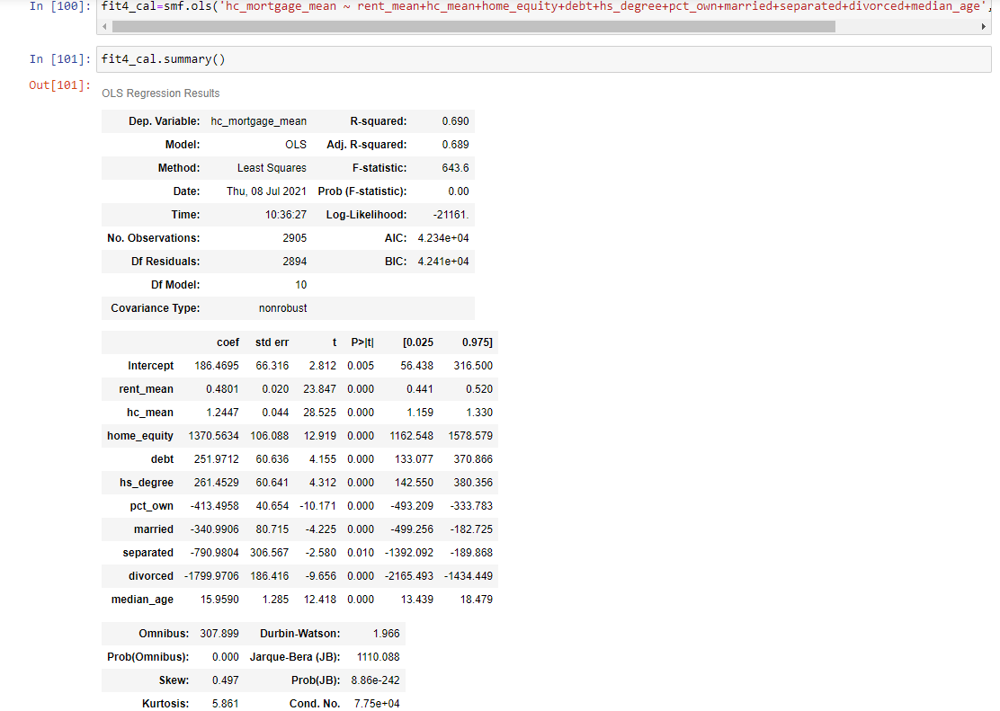 In [100]: fit4_cal=smf.ols('hc_mortgage_mean ~ rent_mean+hc_mean+home_equity+debt+hs_degree+pct_own+married+separated+divorced+median_age',
In [101]: fit4_cal.summary()
Out[101]:
OLS Regression Results
Dep. Variable: hc_mortgage_mean R-squared: 0.690
Model: OLS Adj. R-squared: 0.689
Method: Least Squares F-statistic: 643.6
Date: Thu, 08 Jul 2021 Prob (F-statistic): 0.00
Time: 10:36:27 Log-Likelihood: -21161.
No. Observations: 2905 AIC: 4.234e+04
Df Residuals: 2894 BIC: 4.241e+04
Df Model: 10
Covariance Type: nonrobust
coef std err t P>|t| [0.025 0.975]
Intercept 186.4695 66.316 2.812 0.005 56.438 316.500
rent_mean 0.4801 0.020 23.847 0.000 0.441 0.520
hc_mean 1.2447 0.044 28.525 0.000 1.159 1.330
home_equity 1370.5634 106.088 12.919 0.000 1162.548 1578.579
debt 251.9712 60.636 4.155 0.000 133.077 370.866
hs_degree 261.4529 60.641 4.312 0.000 142.550 380.356
pct_own -413.4958 40.654 -10.171 0.000 -493.209 -333.783
married -340.9906 80.715 -4.225 0.000 -499.256 -182.725
separated -790.9804 306.567 -2.580 0.010 -1392.092 -189.868
divorced -1799.9706 186.416 -9.656 0.000 -2165.493 -1434.449
median_age 15.9590 1.285 12.418 0.000 13.439 18.479
Omnibus: 307.899 Durbin-Watson: 1.966
Prob(Omnibus): 0.000 Jarque-Bera (JB): 1110.088
Skew: 0.497 Prob(JB): 8.86e-242
Kurtosis: 5.861 Cond. No. 7.75e+04